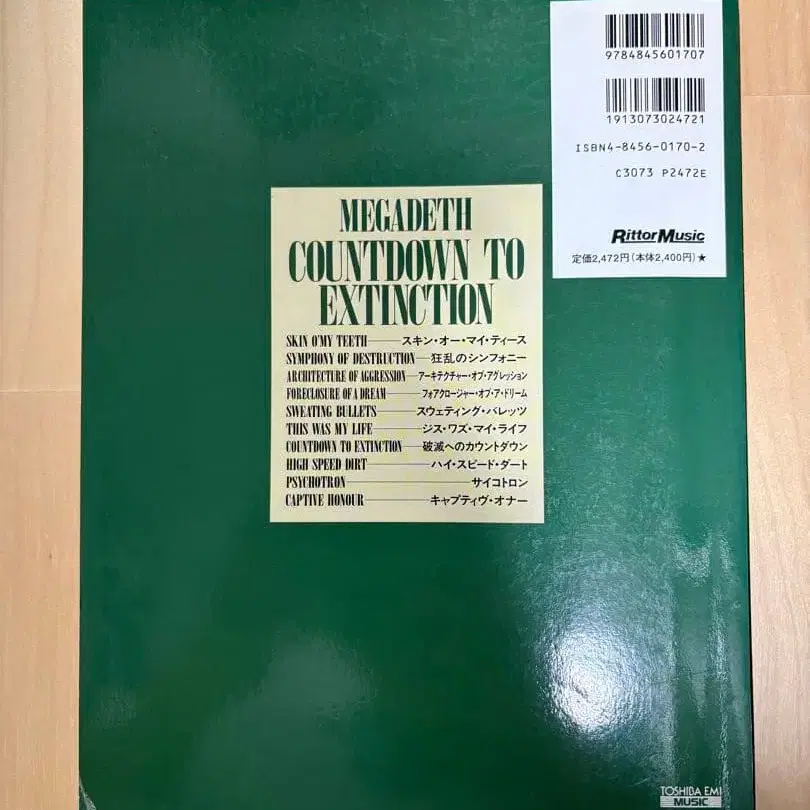 9784845601707
1913073024721
ISBN4-8456-0170-2
C3073 P2472E
RittorMusic
定価2,472円(本体2,400円)★
MEGADETH
COUNTDOWN TO
EXTINCTION
SKIN O'MY TEETH スキン・オー・マイ・ティース
SYMPHONY OF DESTRUCTION 狂乱のシンフォニー
ARCHITECTURE OF AGGRESSION アーキテクチャー・オブ・アグレッション
FORECLOSURE OF A DREAM フォアクロージャー・オブ・ア・ドリーム
SWEATING BULLETS スウェティング・バレッツ
THIS WAS MY LIFE ジス・ワズ・マイ・ライフ
COUNTDOWN TO EXTINCTION 破滅へのカウントダウン
HIGH SPEED DIRT ハイ・スピード・ダート
PSYCHOTRON サイコトロン
CAPTIVE HONOUR キャプティヴ・オナー
TOSHIBA EMI
MUSIC